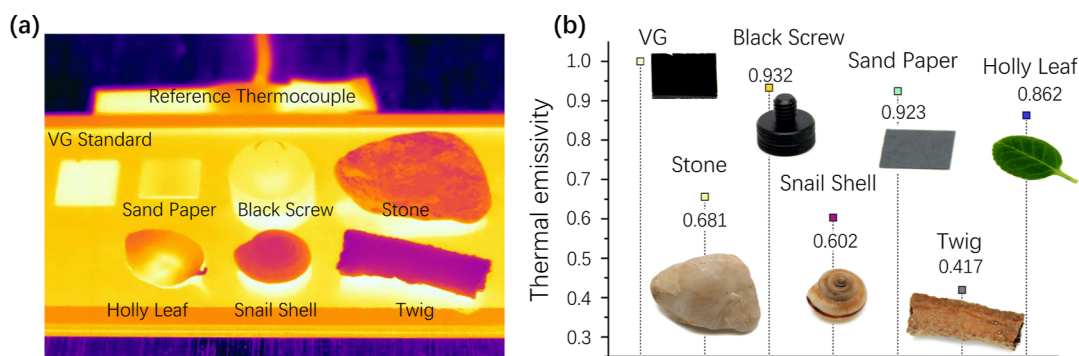 (a)
Reference Thermocouple
VG Standard
Sand Paper
Black Screw
Stone
Holly Leaf
Snail Shell
Twig
(b)
Thermal emissivity
1.0
0.9
0.8
0.7
0.6
0.5
0.4
0.3
VG
Black Screw
0.932
Sand Paper
0.923
Holly Leaf
0.862
Stone
0.681
Snail Shell
0.602
Twig
0.417